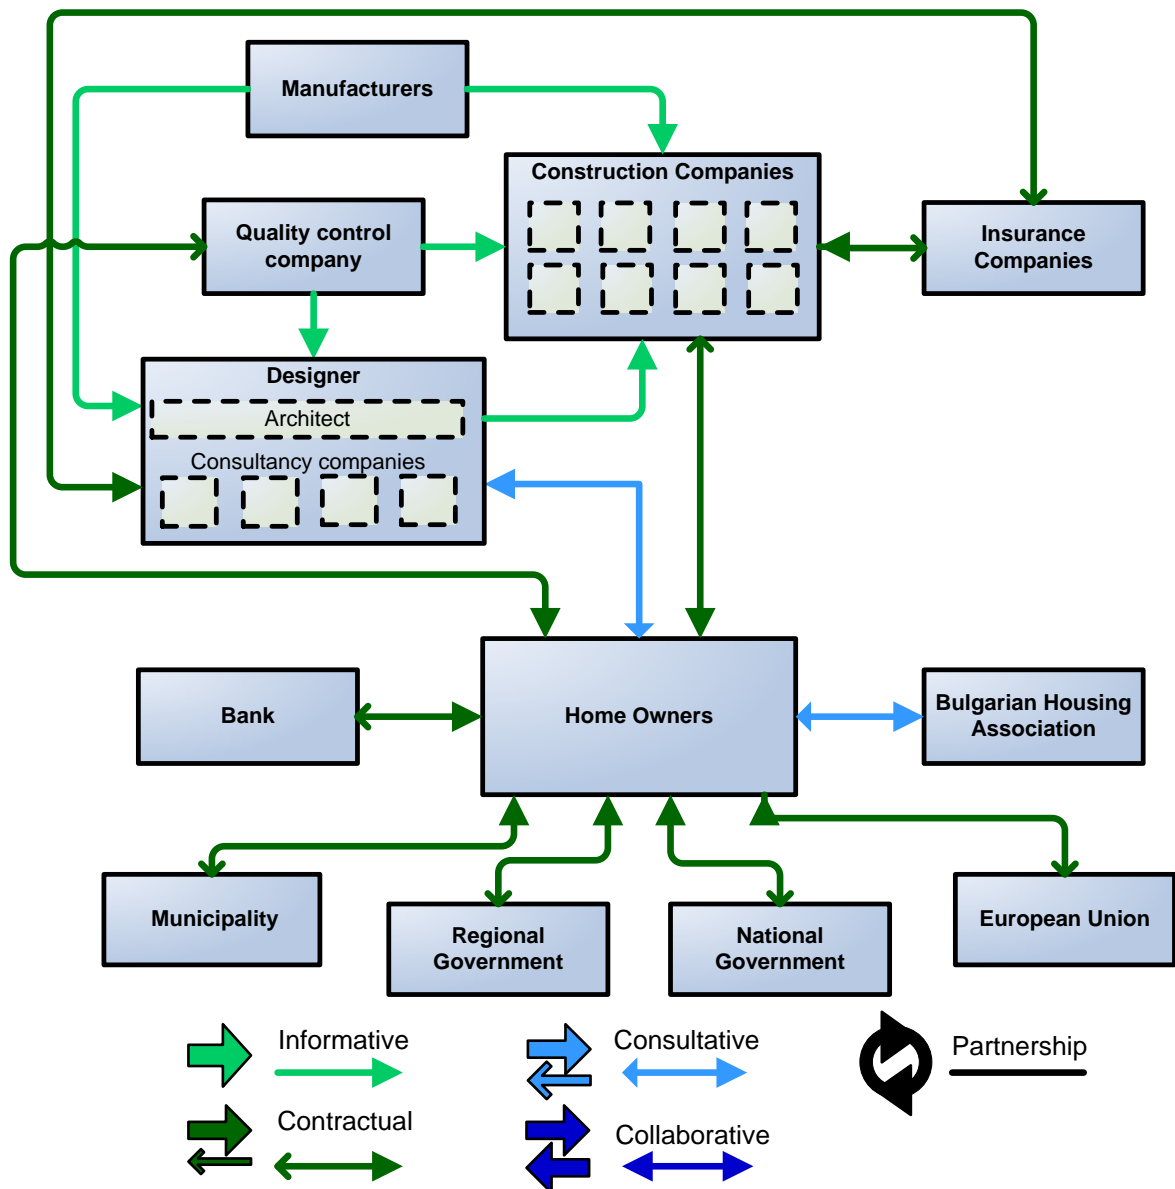 Manufacturers
Construction Companies
Quality control
company
Insurance
Companies
Designer
Architect
Consultancy companies
Bank
Home Owners
Bulgarian Housing
Association
Municipality
Regional
Government
National
Government
European Union
Informative
Consultative
Partnership
Contractual
Collaborative